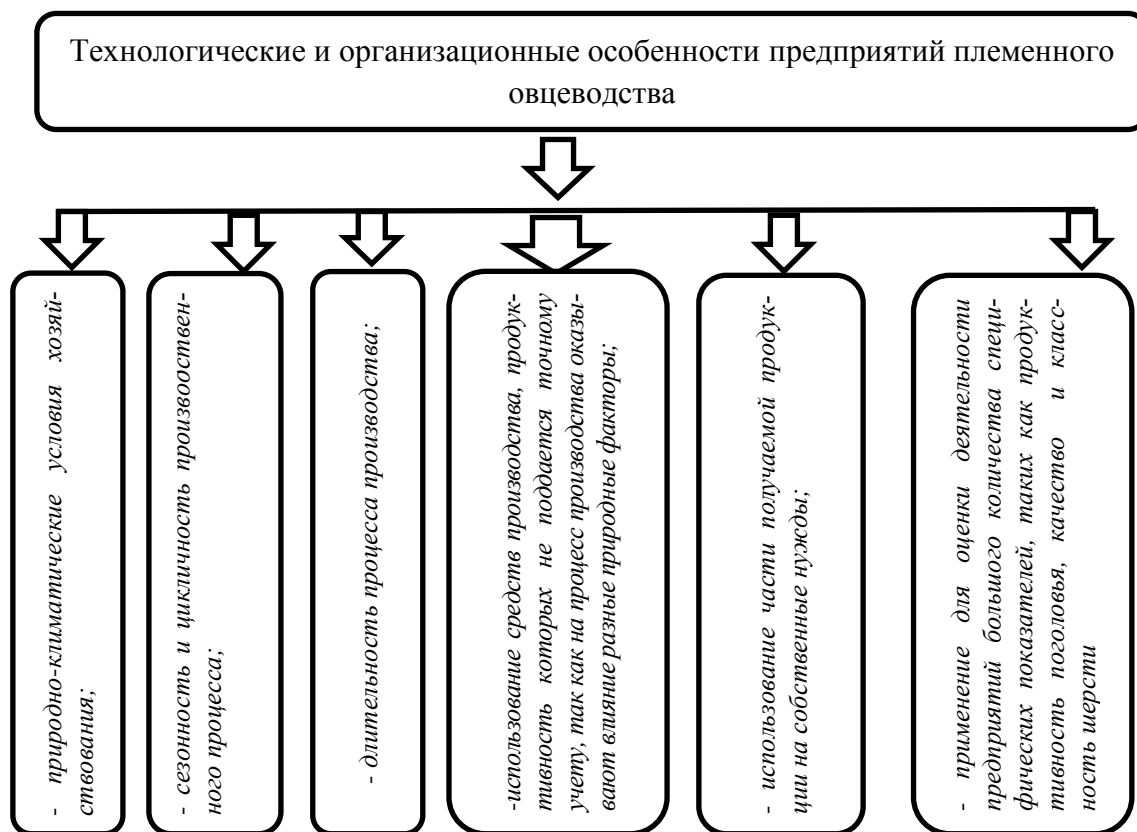 Технологические и организационные особенности предприятий племенного
овцеводства
- природно-климатические условия хозяй-
ствования;
- сезонность и цикличность произвооствен-
ного процесса;
- длительность процесса производства;
-использование средств производства, продук-
тивность которых не поддается точному
учету, так как на процесс производства оказы-
вают влияние разные природные факторы;
- использование части получаемой продук-
ции на собственные нужды;
- применение для оценки деятельности
предприятий большого количества специ-
фических показателей, таких как продук-
тивность поголовья, качество и класс-
ность шерсти